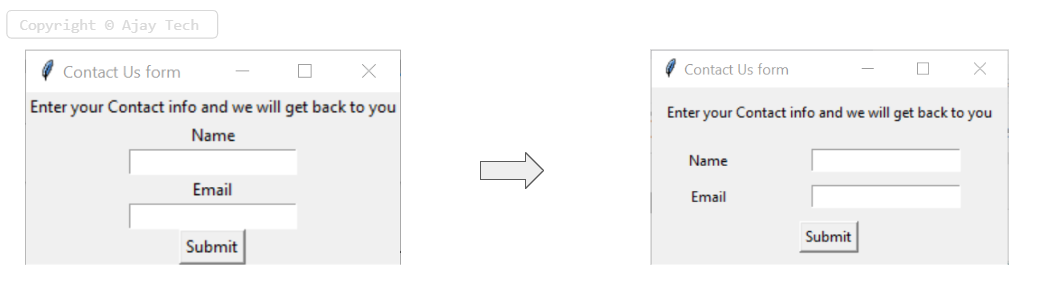 Copyright © Ajay Tech
Contact Us form
Enter your Contact info and we will get back to you
Name
Email
Submit
Contact Us form
Enter your Contact info and we will get back to you
Name
Email
Submit